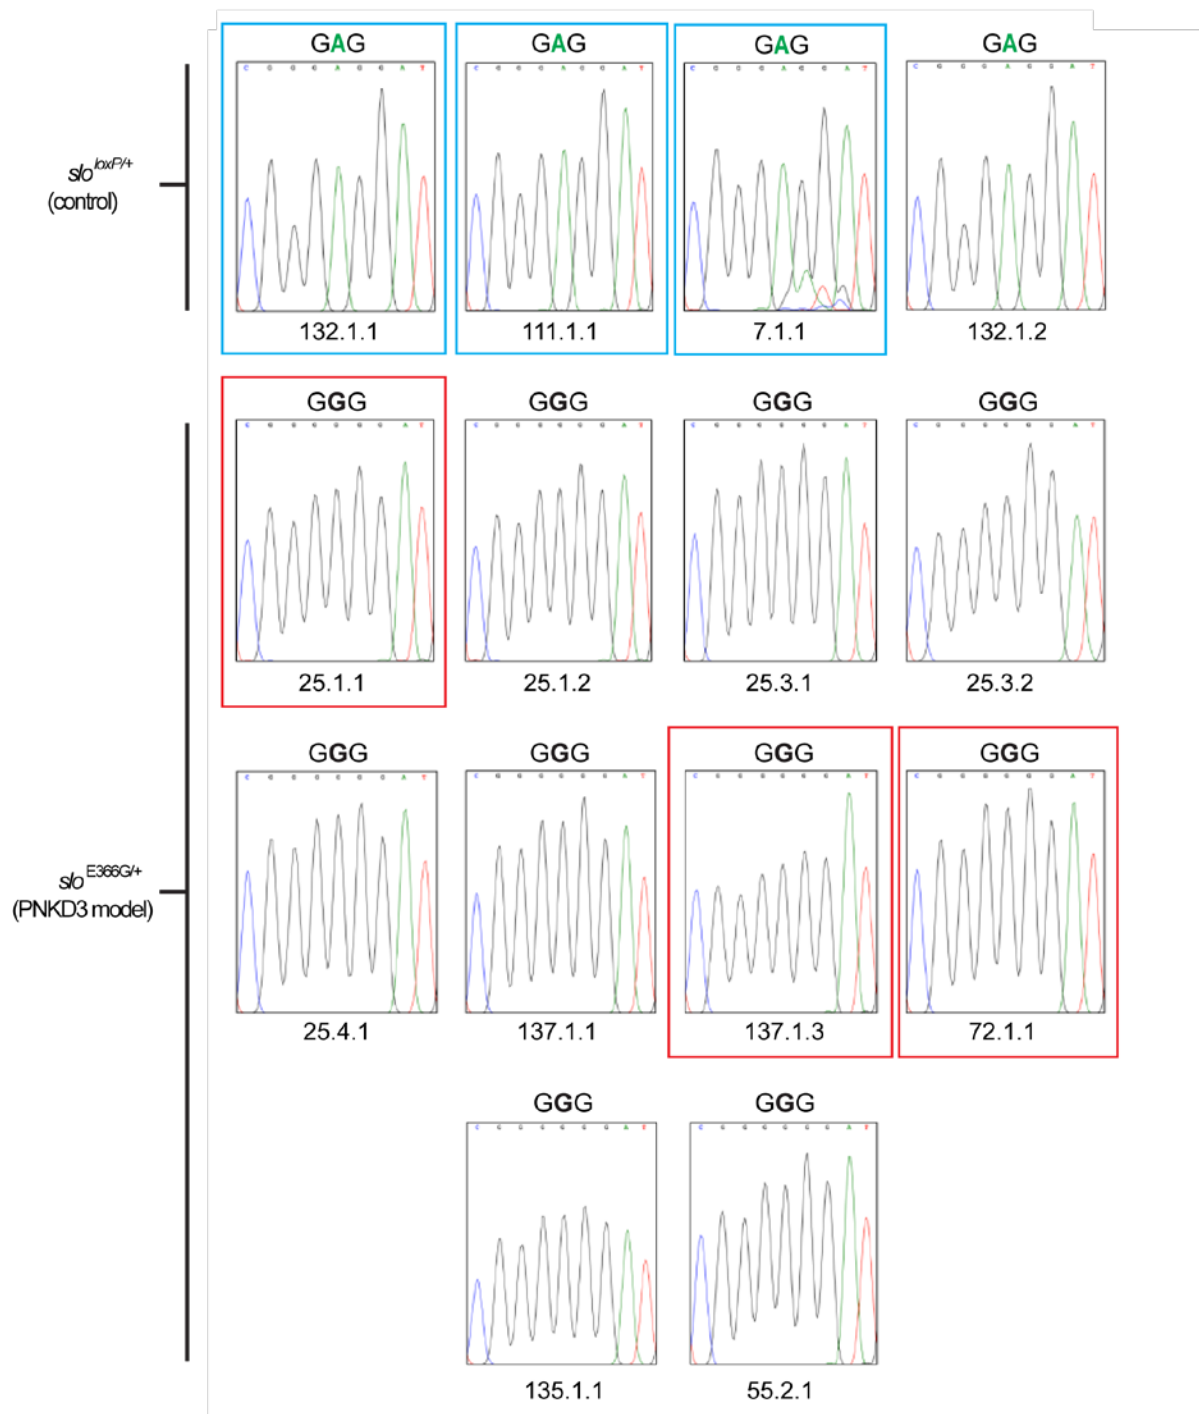 GAG GAG GAG GAG
C G G G A G G A T C G G G A G G A T C G G G A G G A T C G G G A G G A T
slo loxP/+
(control)
132.1.1 111.1.1 7.1.1 132.1.2
GGG GGG GGG GGG
C G G G G G G A T C G G G G G G A T C G G G G G G A T C G G G G G G A T
25.1.1 25.1.2 25.3.1 25.3.2
GGG GGG GGG GGG
C G G G G G G A T C G G G G G G A T C G G G G G G A T C G G G G G G A T
slo E366G/+
(PNKD3 model)
25.4.1 137.1.1 137.1.3 72.1.1
GGG GGG
C G G G G G G A T C G G G G G G A T
135.1.1 55.2.1